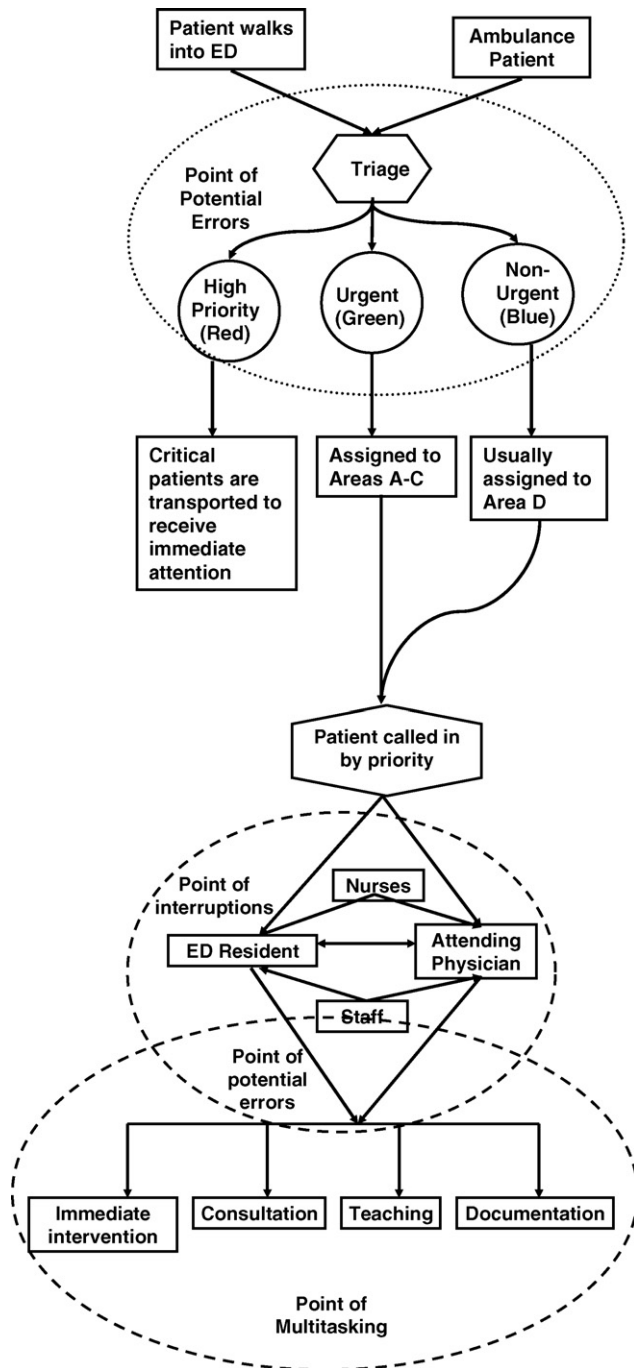 Patient walks
into ED
Ambulance
Patient
Triage
Point of
Potential
Errors
High
Priority
(Red)
Urgent
(Green)
Non-
Urgent
(Blue)
Critical
patients are
transported to
receive
immediate
attention
Assigned to
Areas A-C
Usually
assigned to
Area D
Patient called in
by priority
Point of
interruptions
Nurses
ED Resident
Attending
Physician
Staff
Point of
potential
errors
Immediate
intervention
Consultation
Teaching
Documentation
Point of
Multitasking